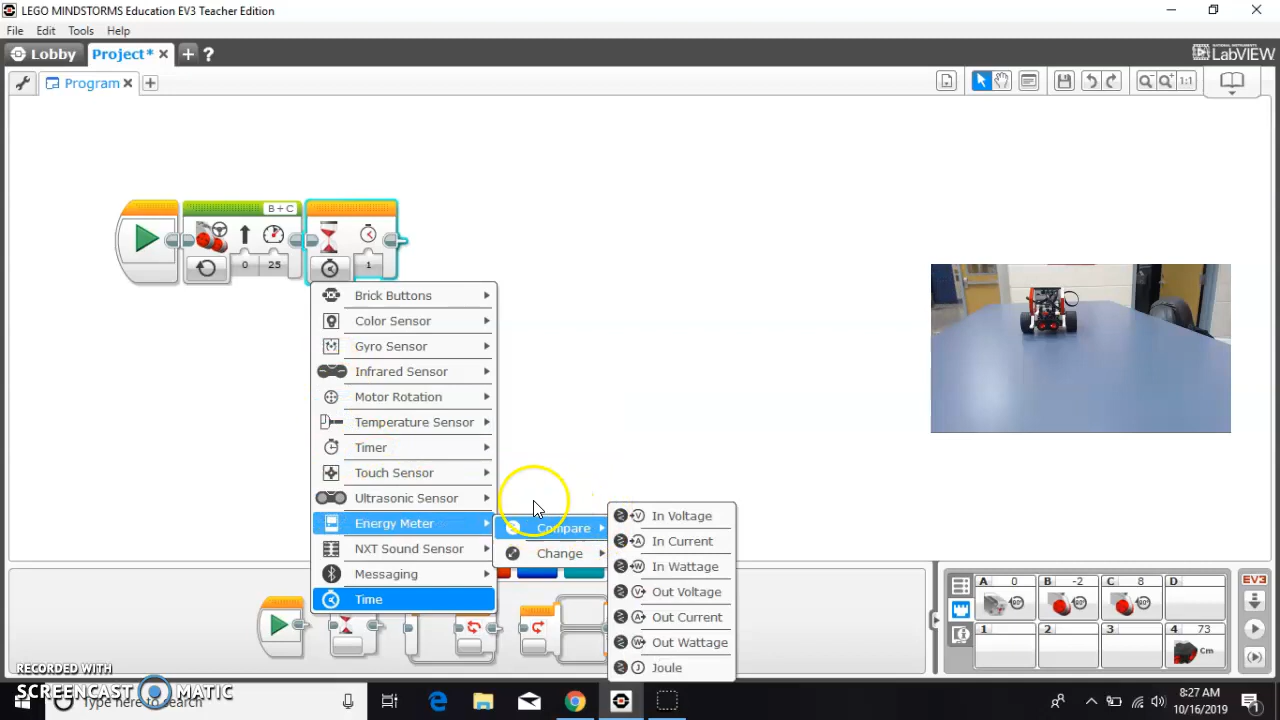 LEGO MINDSTORMS Education EV3 Teacher Edition
File Edit Tools Help
Lobby Project* + ?
NATIONAL INSTRUMENTS LabVIEW
Program
1:1
B + C
0 25 1
Brick Buttons
Color Sensor
Gyro Sensor
Infrared Sensor
Motor Rotation
Temperature Sensor
Timer
Touch Sensor
Ultrasonic Sensor
Energy Meter
NXT Sound Sensor
Messaging
Time
Compare
Change
In Voltage
In Current
In Wattage
Out Voltage
Out Current
Out Wattage
Joule
A 0 B -2 C 8 D EV3
1 2 3 4 73
Cm
RECORDED WITH
SCREENCAST MATIC
Type here to search
8:27 AM
10/16/2019